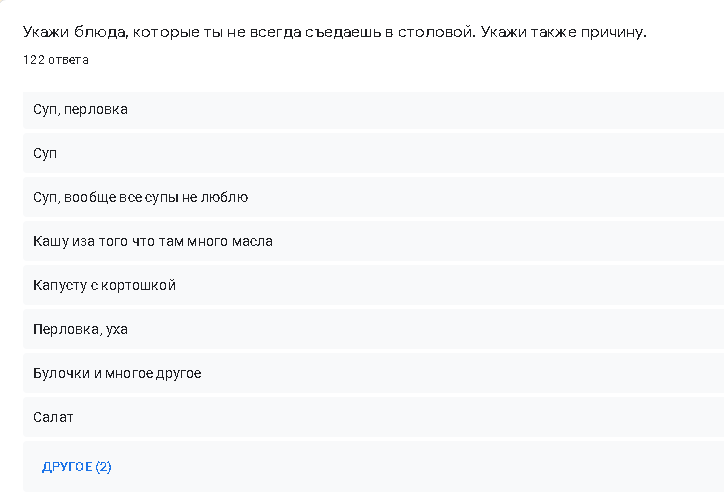 Укажи блюда, которые ты не всегда съедаешь в столовой. Укажи также причину.
122 ответа
Суп, перловка
Суп
Суп, вообще все супы не люблю
Кашу иза того что там много масла
Капусту с кортошкой
Перловка, уха
Булочки и многое другое
Салат
ДРУГОЕ (2)